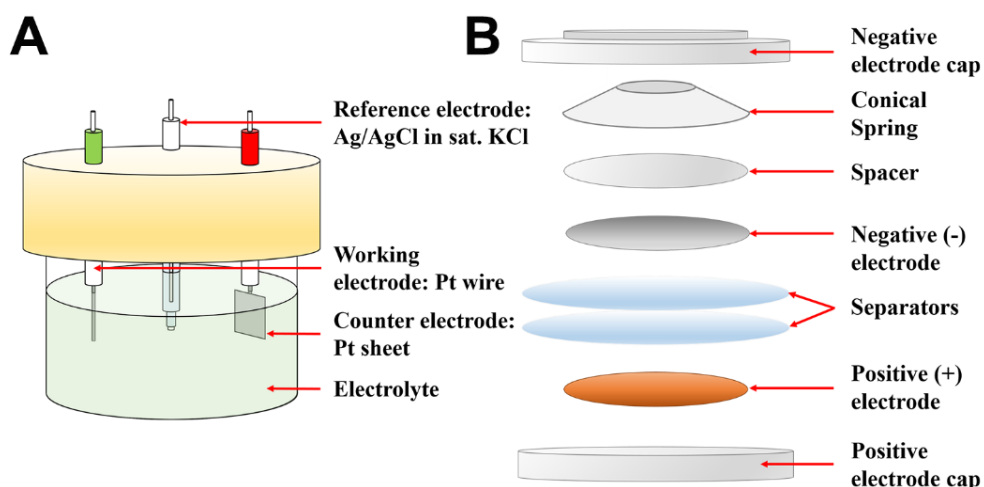 A
Reference electrode:
Ag/AgCl in sat. KCl
Working
electrode: Pt wire
Counter electrode:
Pt sheet
Electrolyte
B
Negative
electrode cap
Conical
Spring
Spacer
Negative (-)
electrode
Separators
Positive (+)
electrode
Positive
electrode cap